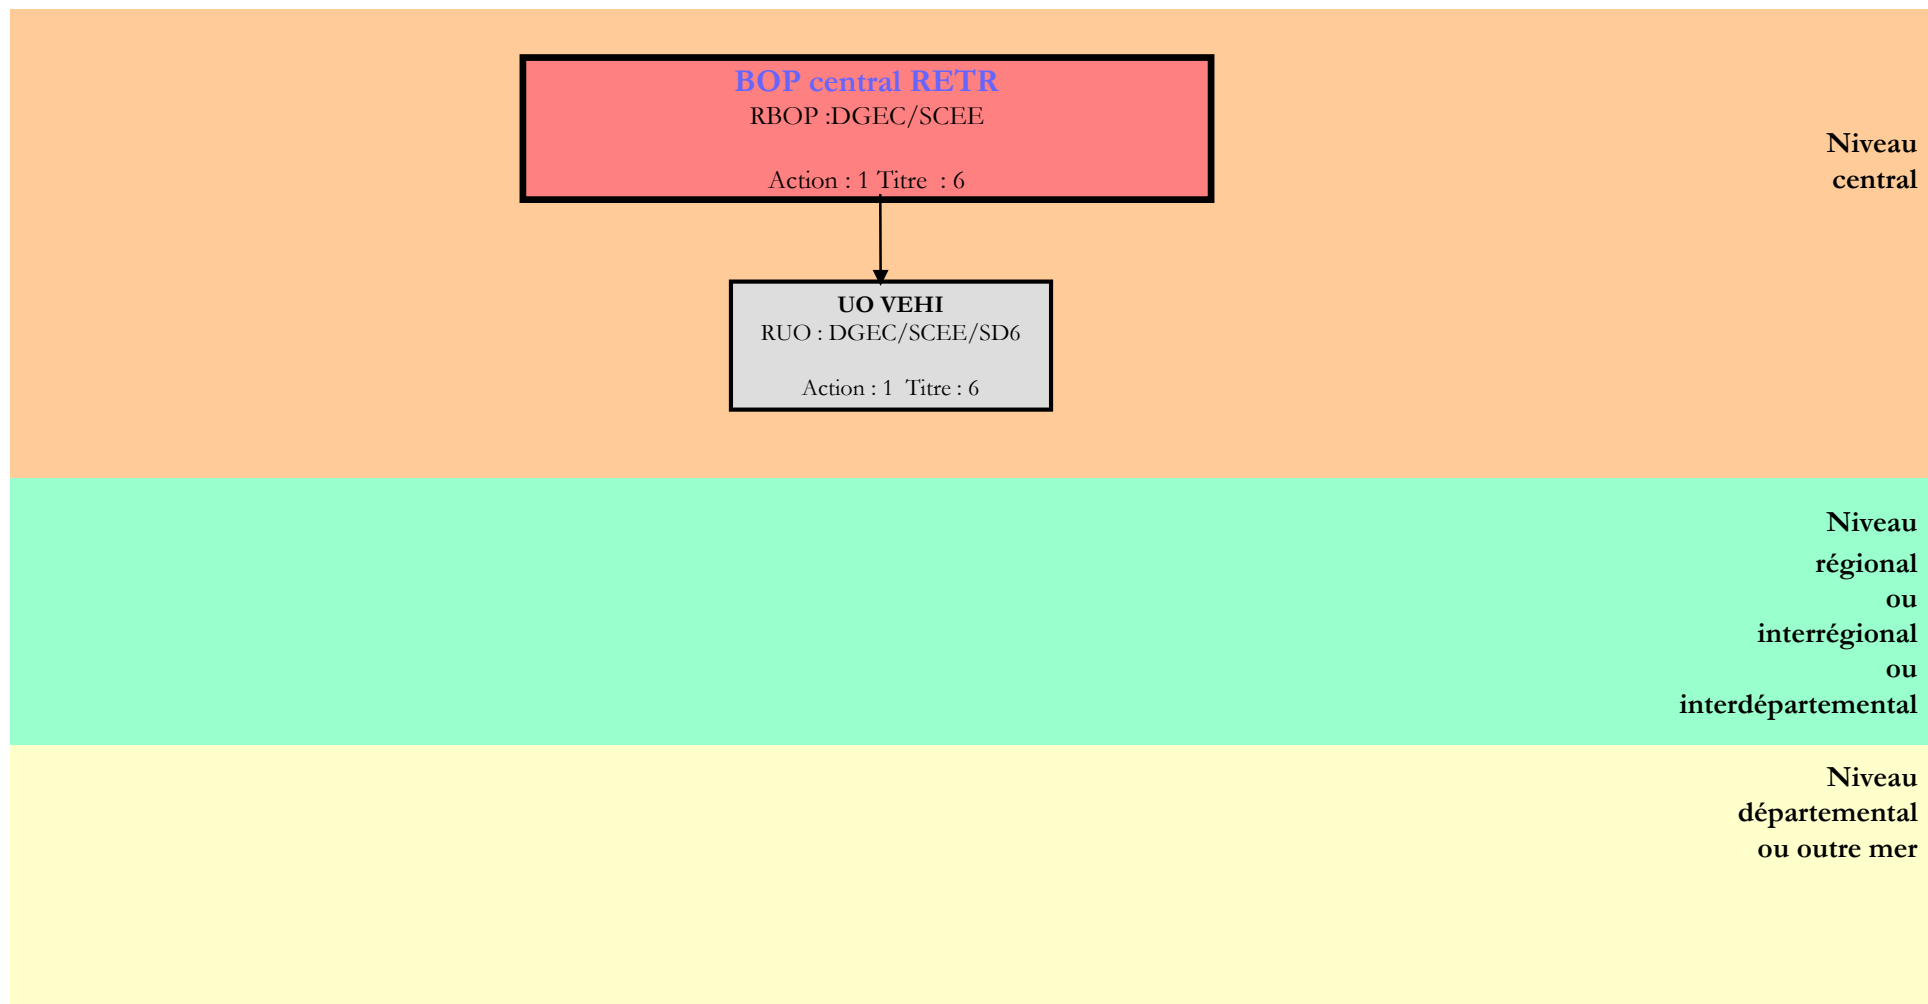 BOP central RETR
RBOP :DGEC/SCEE
Action : 1 Titre  : 6
Niveau
central
UO VEHI
RUO : DGEC/SCEE/SD6
Action : 1  Titre : 6
Niveau
régional
ou
interrégional
ou
interdépartemental
Niveau
départemental
ou outre mer